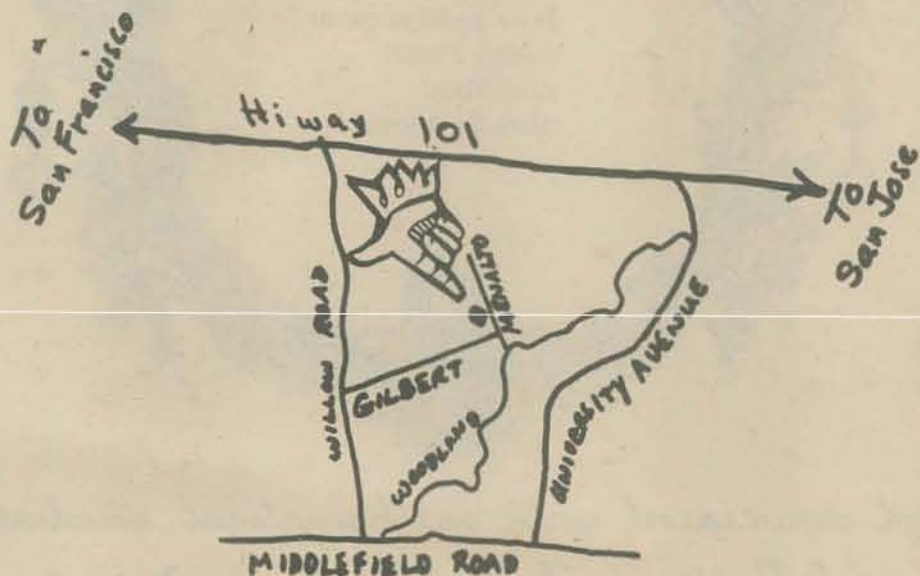 To
San Francisco
Hiway 101
To
San Jose
WILLOW ROAD
MENALTO
GILBERT
WOODLAND
UNIVERSITY AVENUE
MIDDLEFIELD ROAD